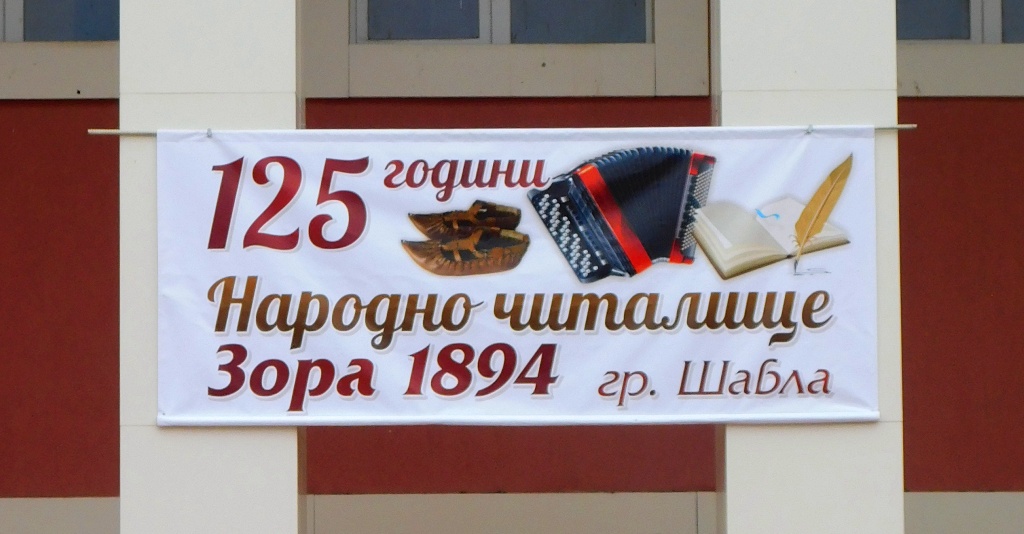 125 години
Народно читалище
Зора 1894 гр. Шабла